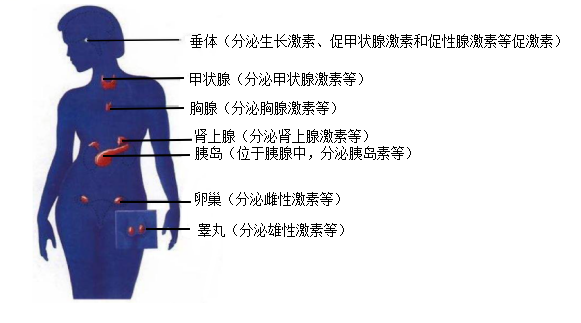 垂体（分泌生长激素、促甲状腺激素和促性腺激素等促激素）
甲状腺（分泌甲状腺激素等）
胸腺（分泌胸腺激素等）
肾上腺（分泌肾上腺激素等）
胰岛（位于胰腺中，分泌胰岛素等）
卵巢（分泌雌性激素等）
睾丸（分泌雄性激素等）